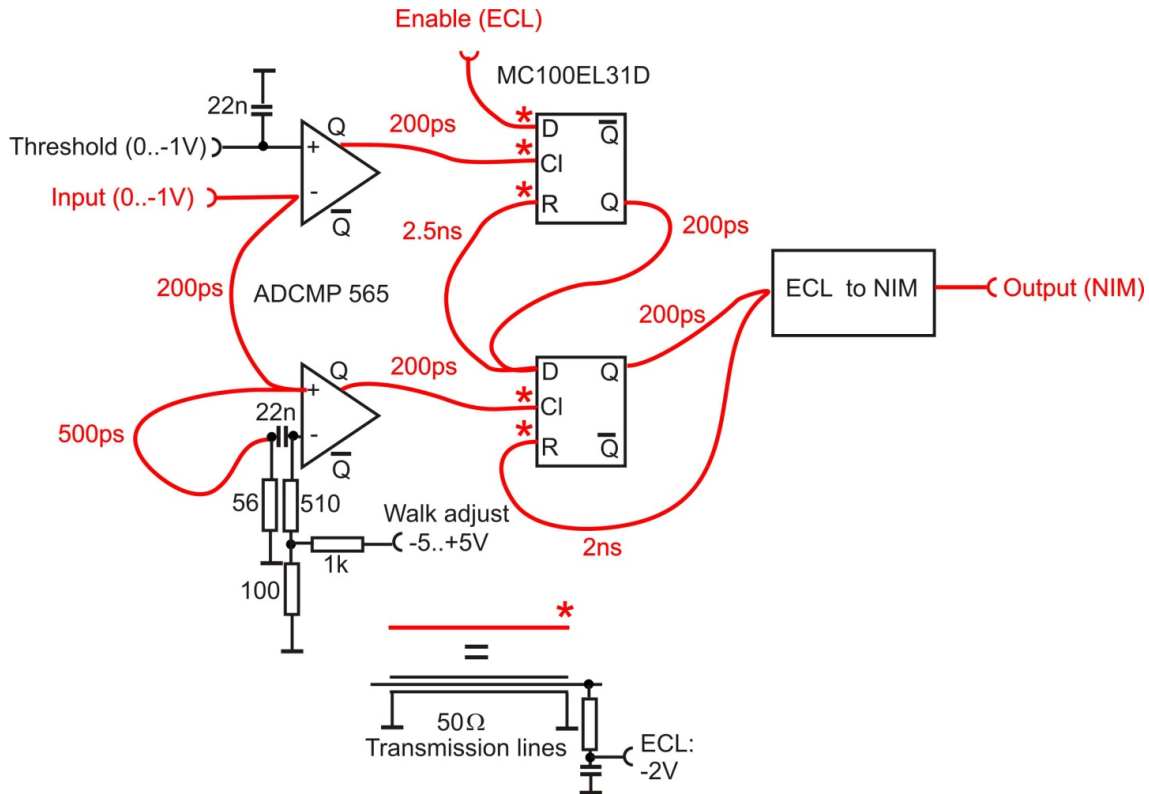 Enable (ECL)
MC100EL31D
22n
Threshold (0..-1V)
+
Q
200ps
*
D
Q̅
*
Cl
Input (0..-1V)
-
Q̅
*
R
Q
2.5ns
200ps
200ps
ADCMP 565
ECL to NIM
Output (NIM)
200ps
Q
200ps
D
Q
+
*
Cl
22n
500ps
-
Q̅
*
R
Q̅
56
510
Walk adjust
-5..+5V
1k
2ns
100
*
=
50Ω
Transmission lines
ECL:
-2V